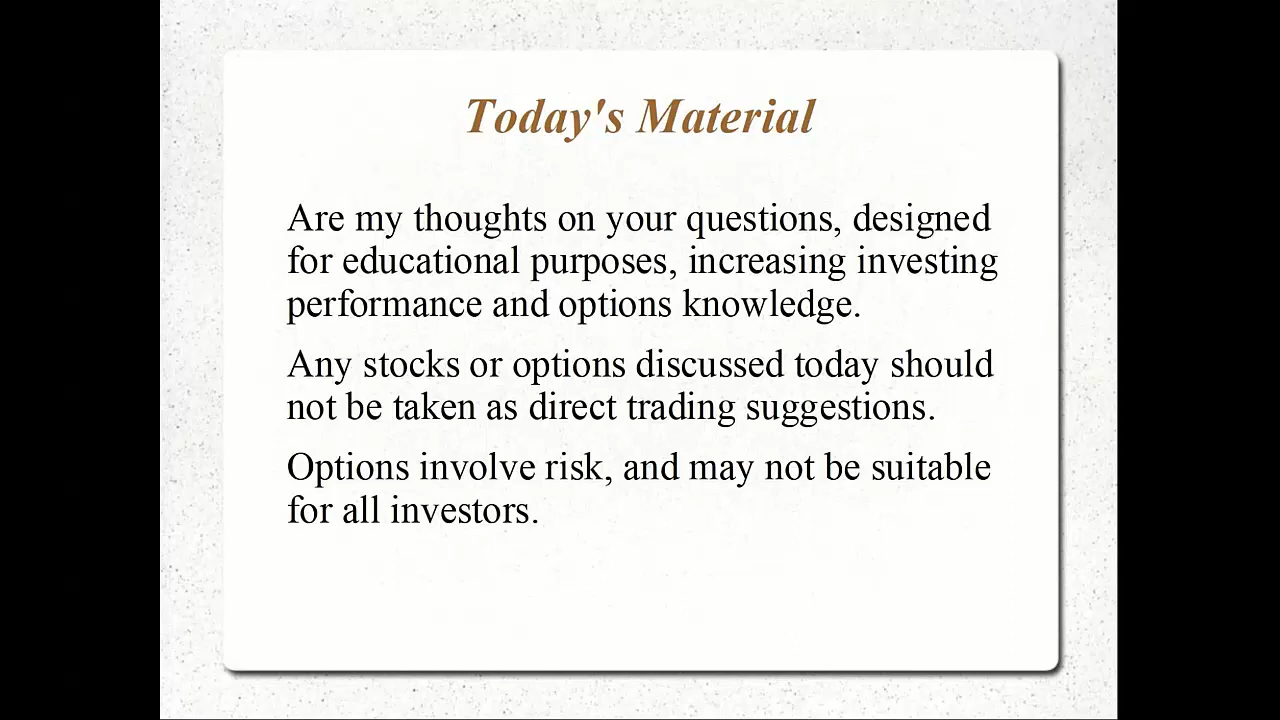 Today's Material
Are my thoughts on your questions, designed
for educational purposes, increasing investing
performance and options knowledge.
Any stocks or options discussed today should
not be taken as direct trading suggestions.
Options involve risk, and may not be suitable
for all investors.